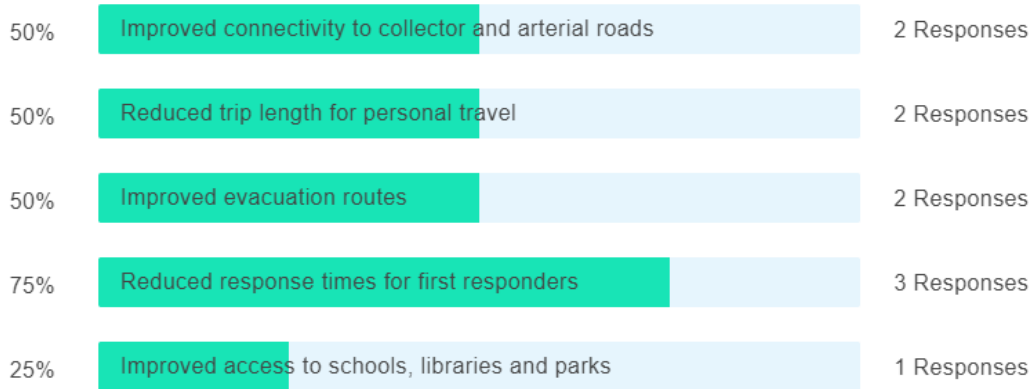 50% Improved connectivity to collector and arterial roads 2 Responses
50% Reduced trip length for personal travel 2 Responses
50% Improved evacuation routes 2 Responses
75% Reduced response times for first responders 3 Responses
25% Improved access to schools, libraries and parks 1 Responses